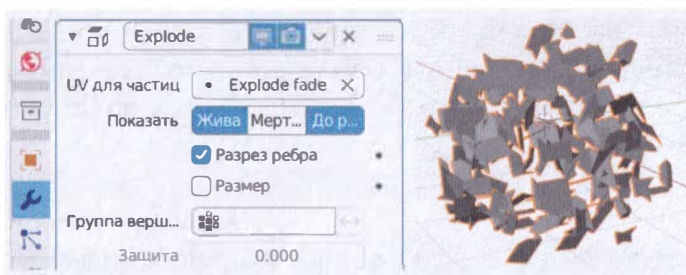 Explode
UV для частиц Explode fade
Показать Жива Мерт... До р...
Разрез ребра
Размер
Группа верш...
Защита 0.000